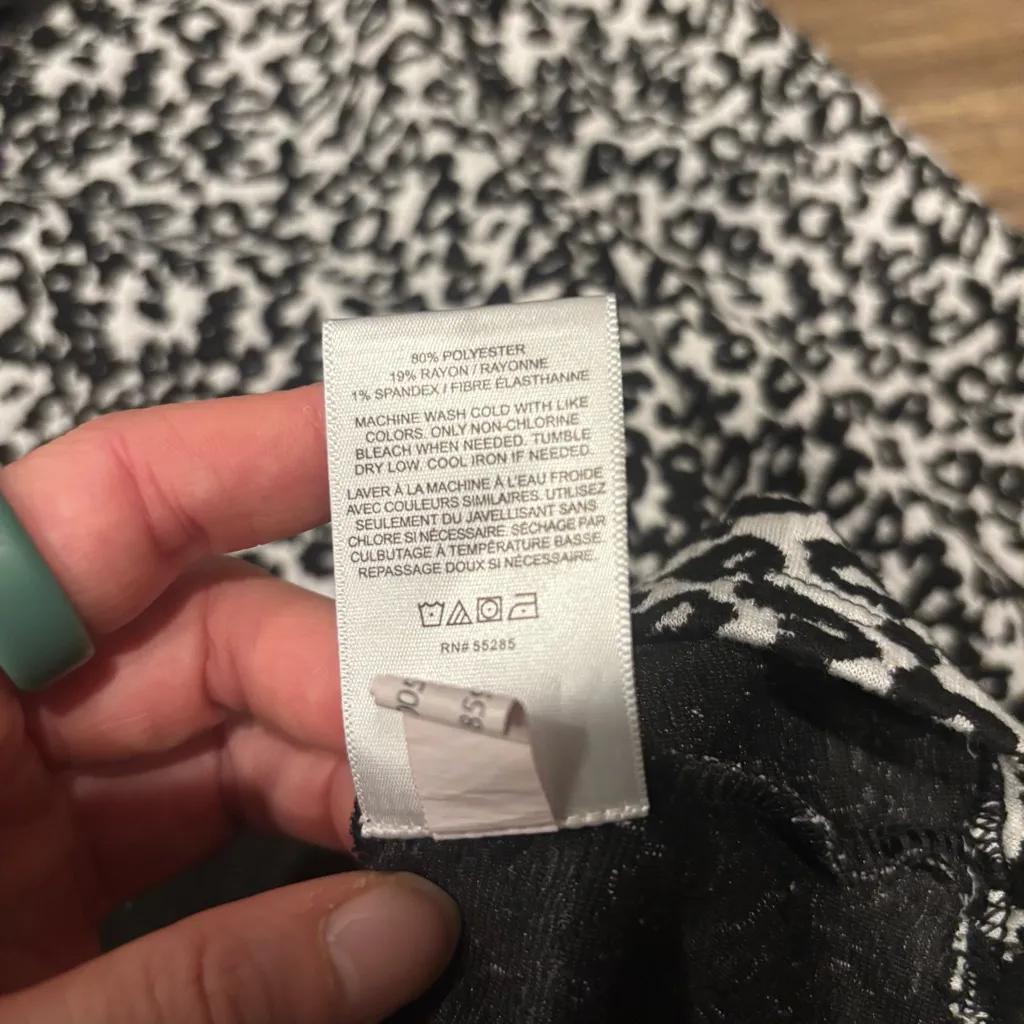 80% POLYESTER
19% RAYON / RAYONNE
1% SPANDEX / FIBRE ÉLASTHANNE
MACHINE WASH COLD WITH LIKE
COLORS. ONLY NON-CHLORINE
BLEACH WHEN NEEDED. TUMBLE
DRY LOW. COOL IRON IF NEEDED.
LAVER À LA MACHINE À L'EAU FROIDE
AVEC COULEURS SIMILAIRES. UTILISEZ
SEULEMENT DU JAVELLISANT SANS
CHLORE SI NÉCESSAIRE. SÉCHAGE PAR
CULBUTAGE À TEMPÉRATURE BASSE.
REPASSAGE DOUX SI NÉCESSAIRE.
RN# 55285